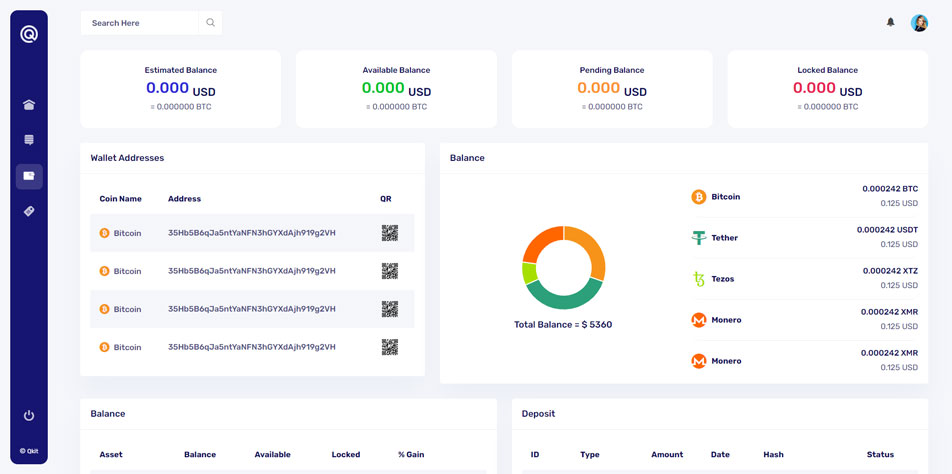 Search Here
Estimated Balance
0.000 USD
= 0.000000 BTC
Available Balance
0.000 USD
= 0.000000 BTC
Pending Balance
0.000 USD
= 0.000000 BTC
Locked Balance
0.000 USD
= 0.000000 BTC
Wallet Addresses
Coin Name Address QR
Bitcoin 35Hb5B6qJa5ntYaNFN3hGYXdAjh919g2VH
Bitcoin 35Hb5B6qJa5ntYaNFN3hGYXdAjh919g2VH
Bitcoin 35Hb5B6qJa5ntYaNFN3hGYXdAjh919g2VH
Bitcoin 35Hb5B6qJa5ntYaNFN3hGYXdAjh919g2VH
Balance
Total Balance = $ 5360
Bitcoin 0.000242 BTC
0.125 USD
Tether 0.000242 USDT
0.125 USD
Tezos 0.000242 XTZ
0.125 USD
Monero 0.000242 XMR
0.125 USD
Monero 0.000242 XMR
0.125 USD
Balance
Asset Balance Available Locked % Gain
Deposit
ID Type Amount Date Hash Status
© Qkit